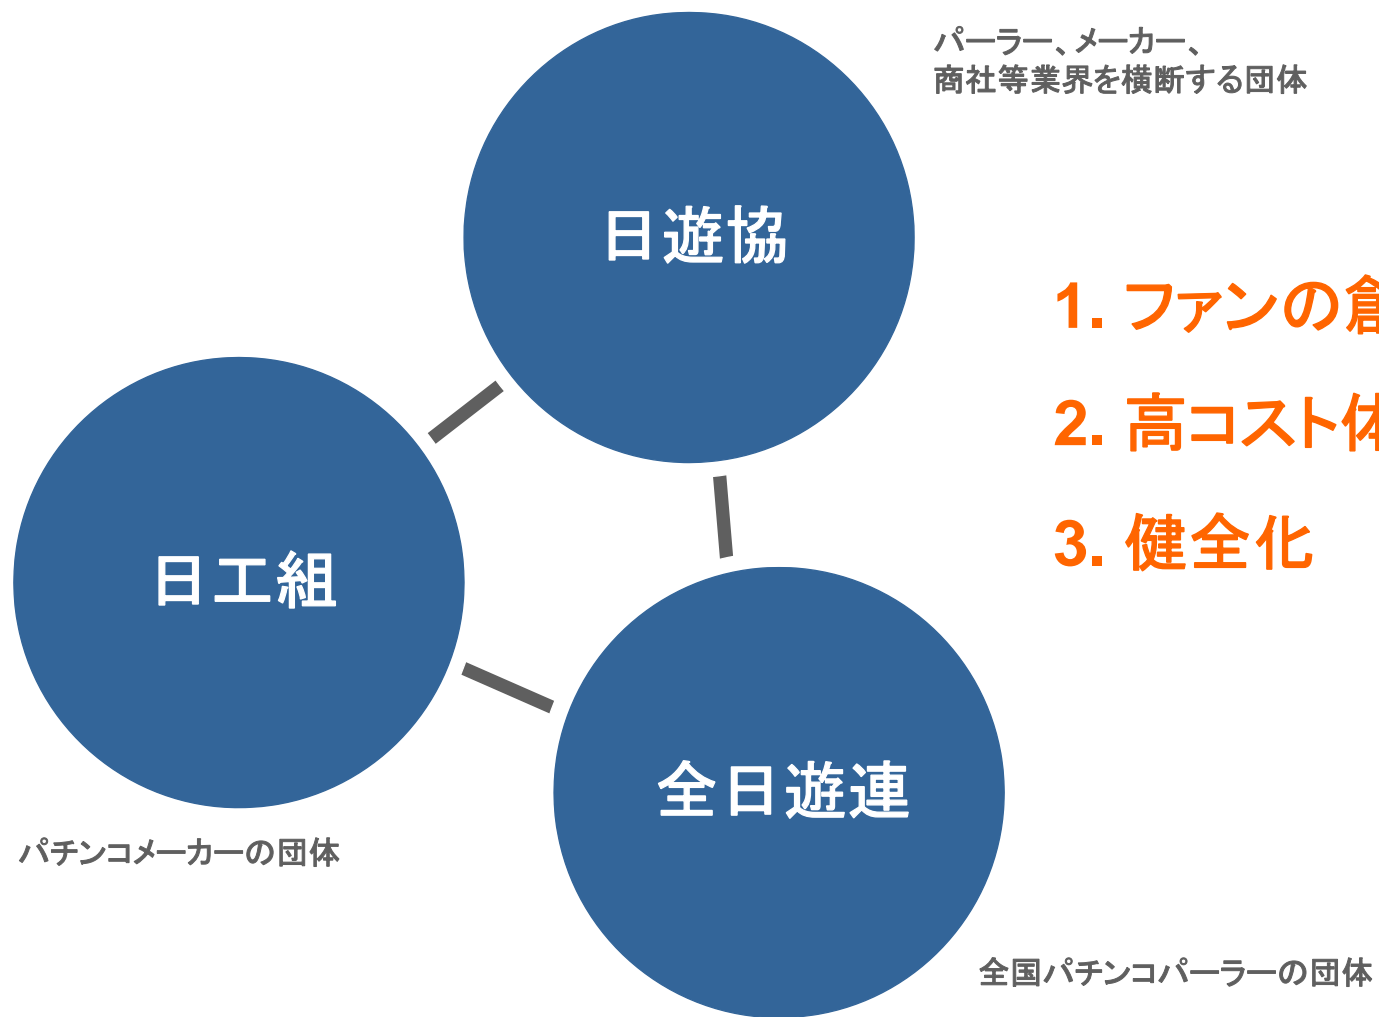 パーラー、メーカー、
商社等業界を横断する団体
日遊協
1. ファンの創
2. 高コスト体
3. 健全化
日工組
全日遊連
パチンコメーカーの団体
全国パチンコパーラーの団体